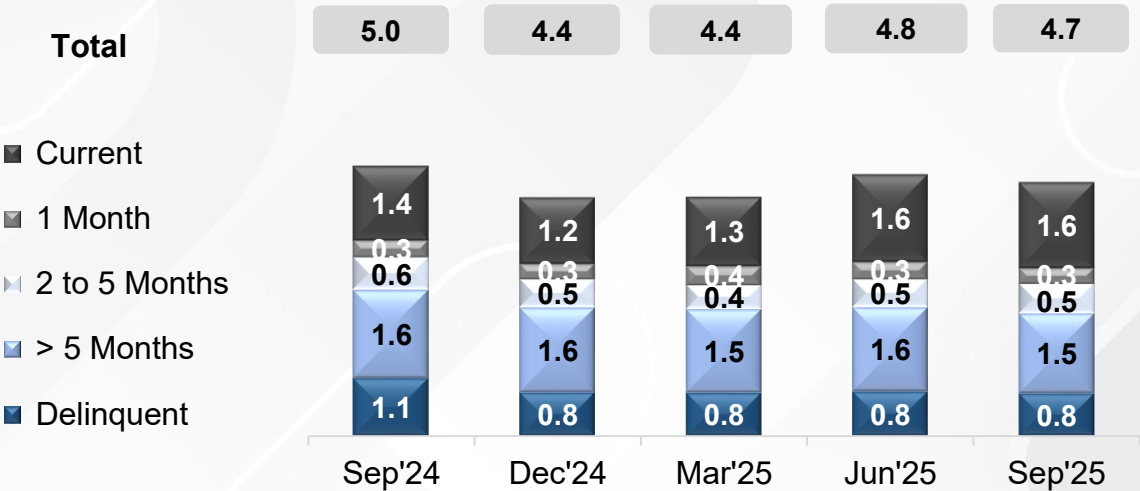 Total 5.0 4.4 4.4 4.8 4.7
Current
1 Month
2 to 5 Months
> 5 Months
Delinquent
1.4 1.2 1.3 1.6 1.6
0.3 0.3 0.4 0.3 0.3
0.6 0.5 0.4 0.5 0.5
1.6 1.6 1.5 1.6 1.5
1.1 0.8 0.8 0.8 0.8
Sep'24 Dec'24 Mar'25 Jun'25 Sep'25